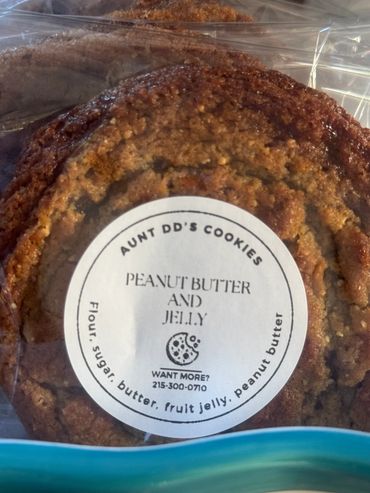 AUNT DD'S COOKIES
PEANUT BUTTER
AND
JELLY
WANT MORE?
215-300-0710
Flour, sugar, butter, fruit jelly, peanut butter